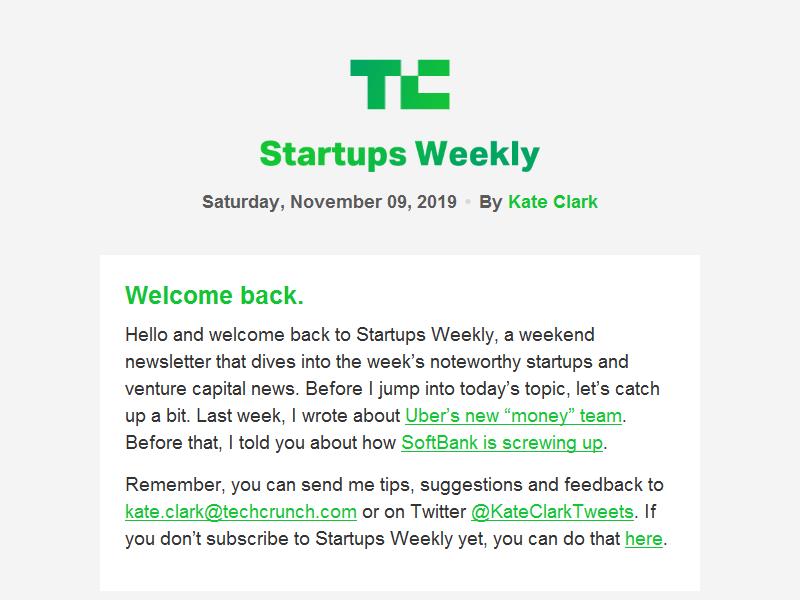 TC
Startups Weekly
Saturday, November 09, 2019 • By Kate Clark
Welcome back.
Hello and welcome back to Startups Weekly, a weekend
newsletter that dives into the week’s noteworthy startups and
venture capital news. Before I jump into today’s topic, let’s catch
up a bit. Last week, I wrote about Uber’s new “money” team.
Before that, I told you about how SoftBank is screwing up.
Remember, you can send me tips, suggestions and feedback to
kate.clark@techcrunch.com or on Twitter @KateClarkTweets. If
you don’t subscribe to Startups Weekly yet, you can do that here.